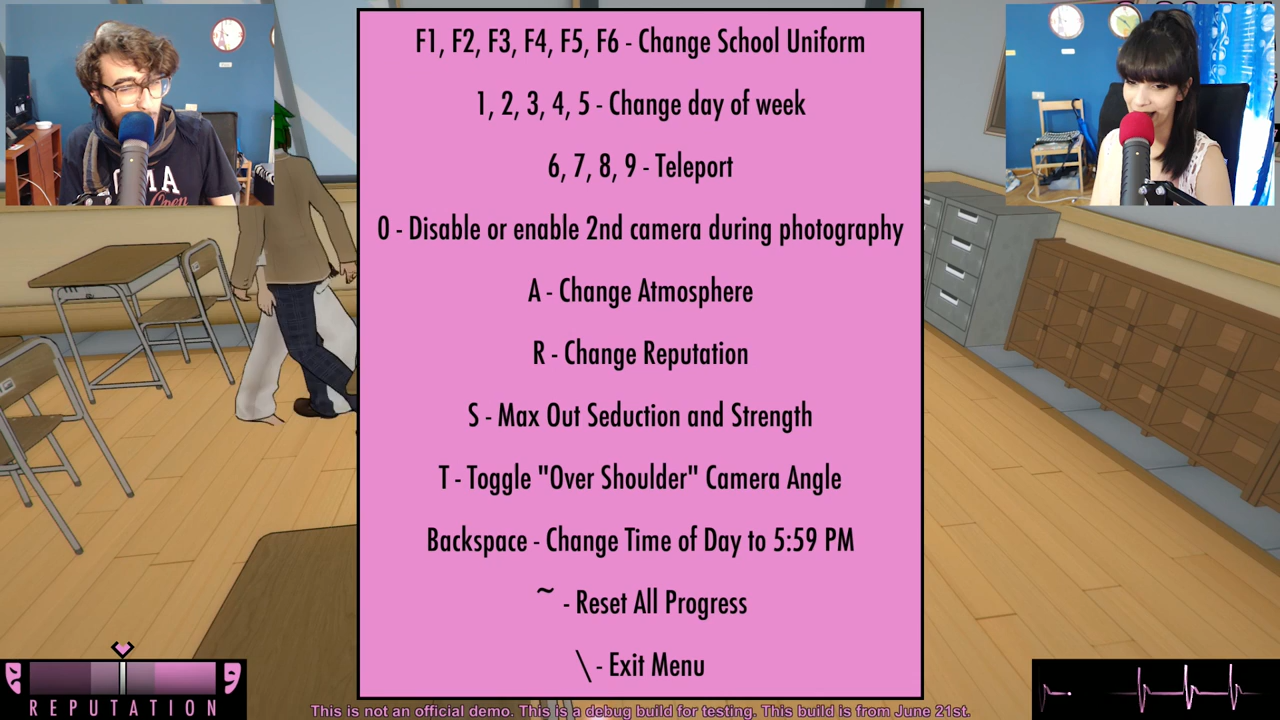 F1, F2, F3, F4, F5, F6 - Change School Uniform
1, 2, 3, 4, 5 - Change day of week
6, 7, 8, 9 - Teleport
0 - Disable or enable 2nd camera during photography
A - Change Atmosphere
R - Change Reputation
S - Max Out Seduction and Strength
T - Toggle "Over Shoulder" Camera Angle
Backspace - Change Time of Day to 5:59 PM
~ - Reset All Progress
\ - Exit Menu
Open
REPUTATION
This is not an official demo. This is a debug build for testing. This build is from June 21st.